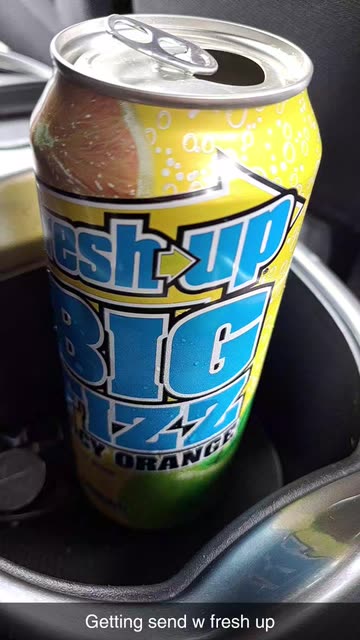 resh up
BIG
IZZ
CY ORANGE
Getting send w fresh up